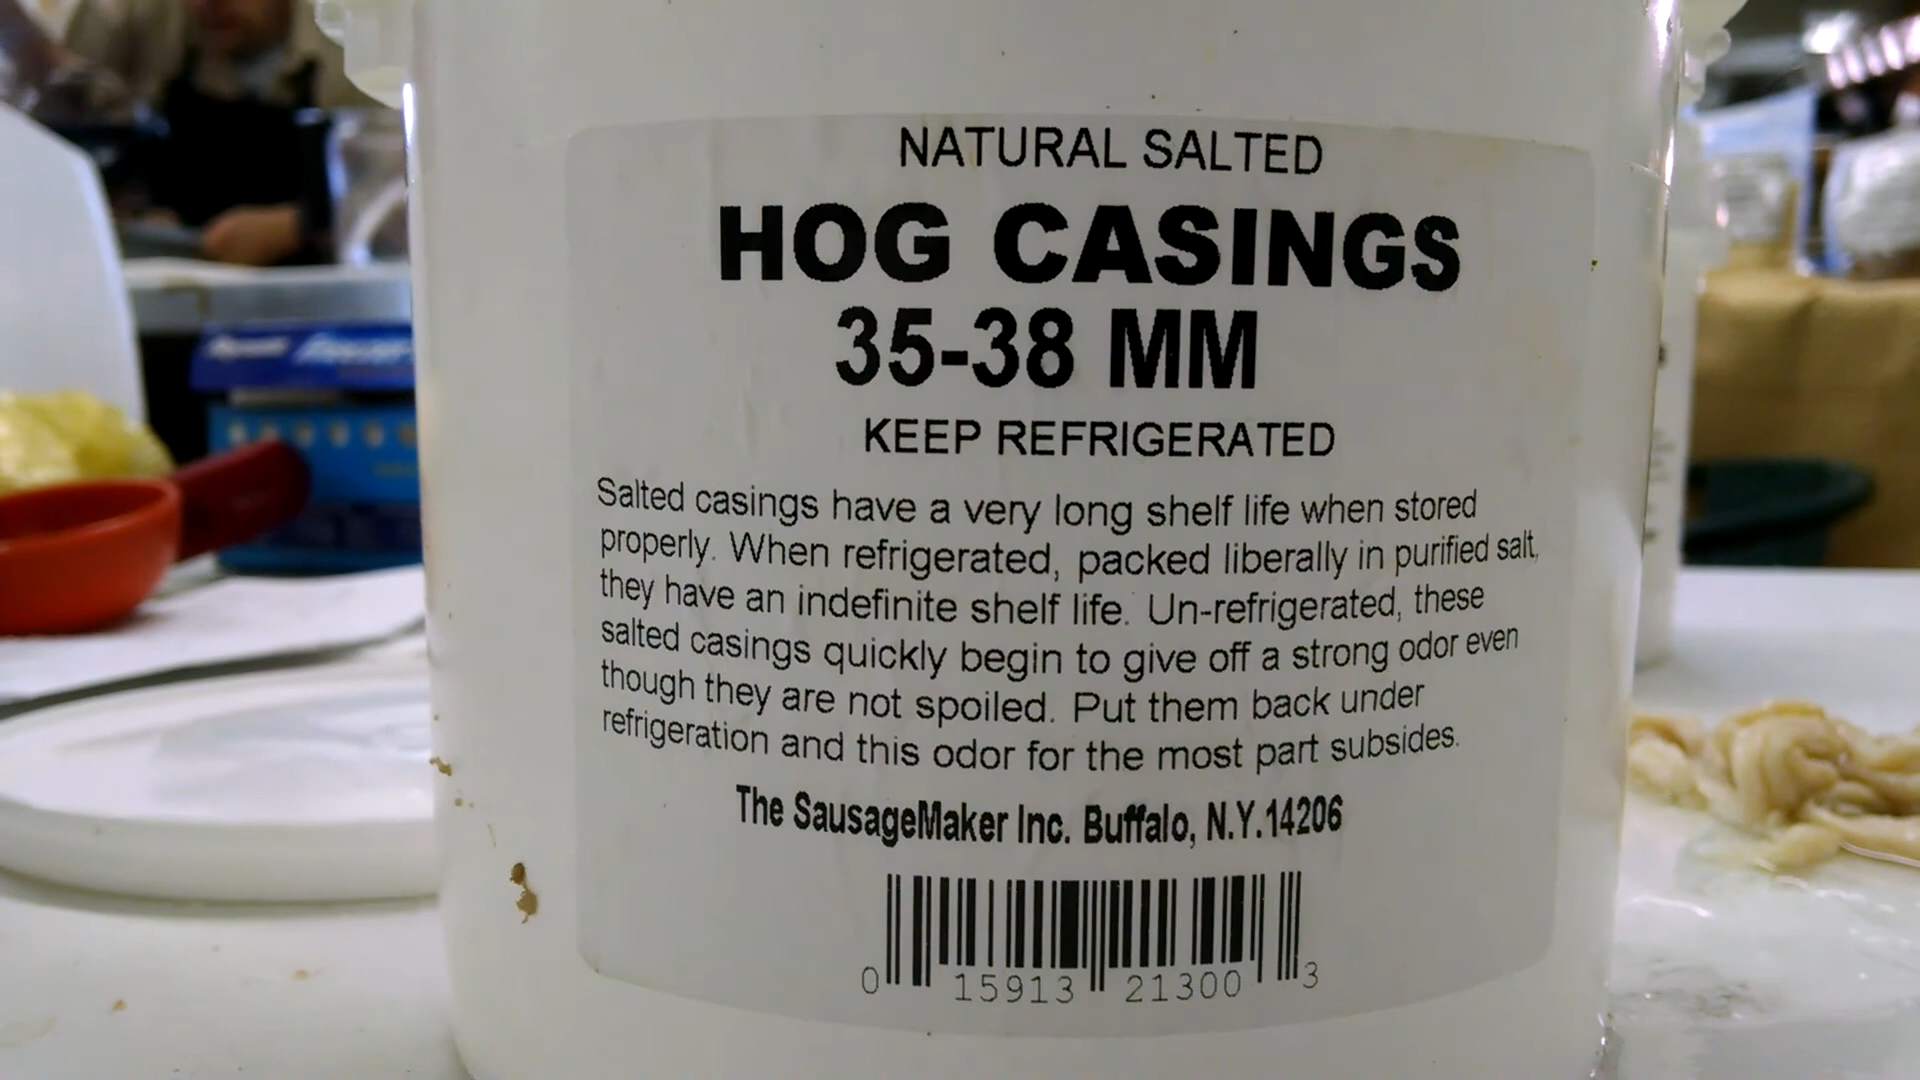 NATURAL SALTED
HOG CASINGS
35-38 MM
KEEP REFRIGERATED
Salted casings have a very long shelf life when stored
properly. When refrigerated, packed liberally in purified salt,
they have an indefinite shelf life. Un-refrigerated, these
salted casings quickly begin to give off a strong odor even
though they are not spoiled. Put them back under
refrigeration and this odor for the most part subsides.
The SausageMaker Inc. Buffalo, N.Y.14206
0 15913 21300 3